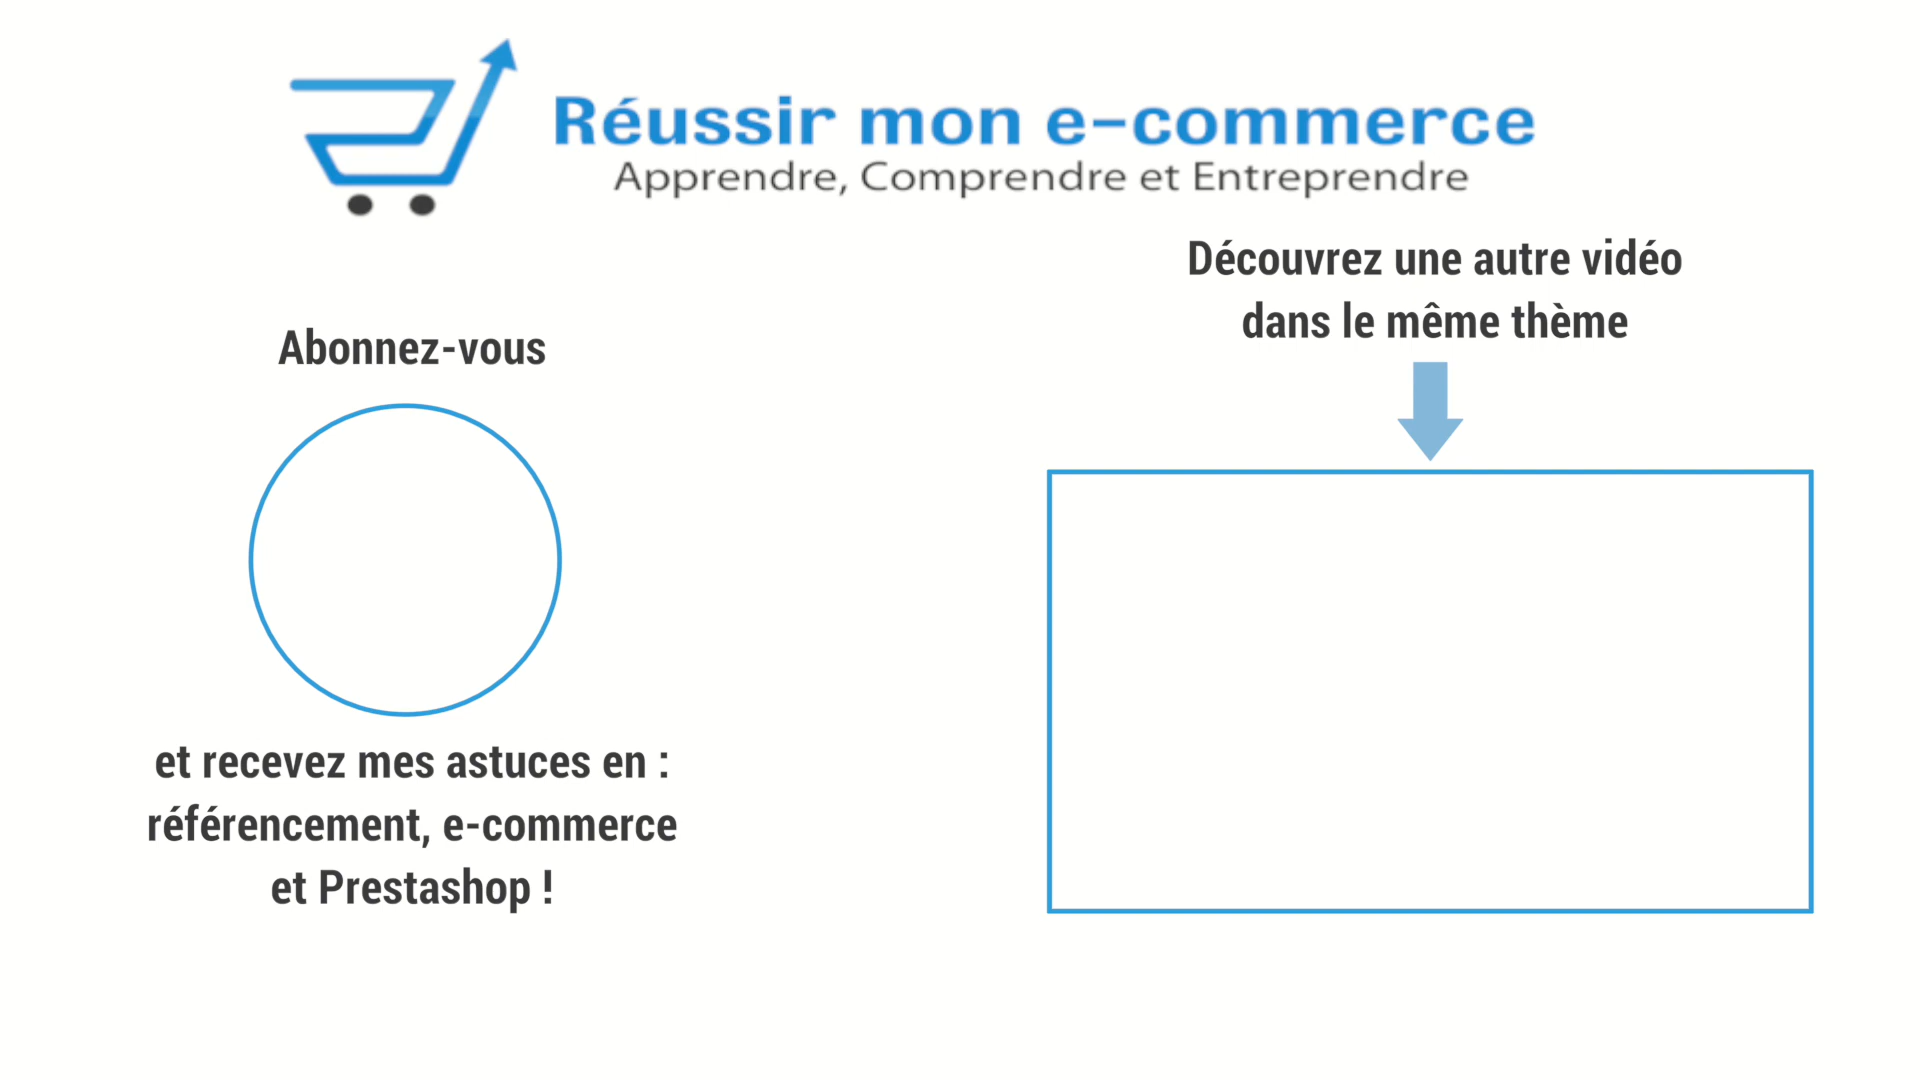 Réussir mon e-commerce
Apprendre, Comprendre et Entreprendre
Abonnez-vous
et recevez mes astuces en :
référencement, e-commerce
et Prestashop !
Découvrez une autre vidéo
dans le même thème